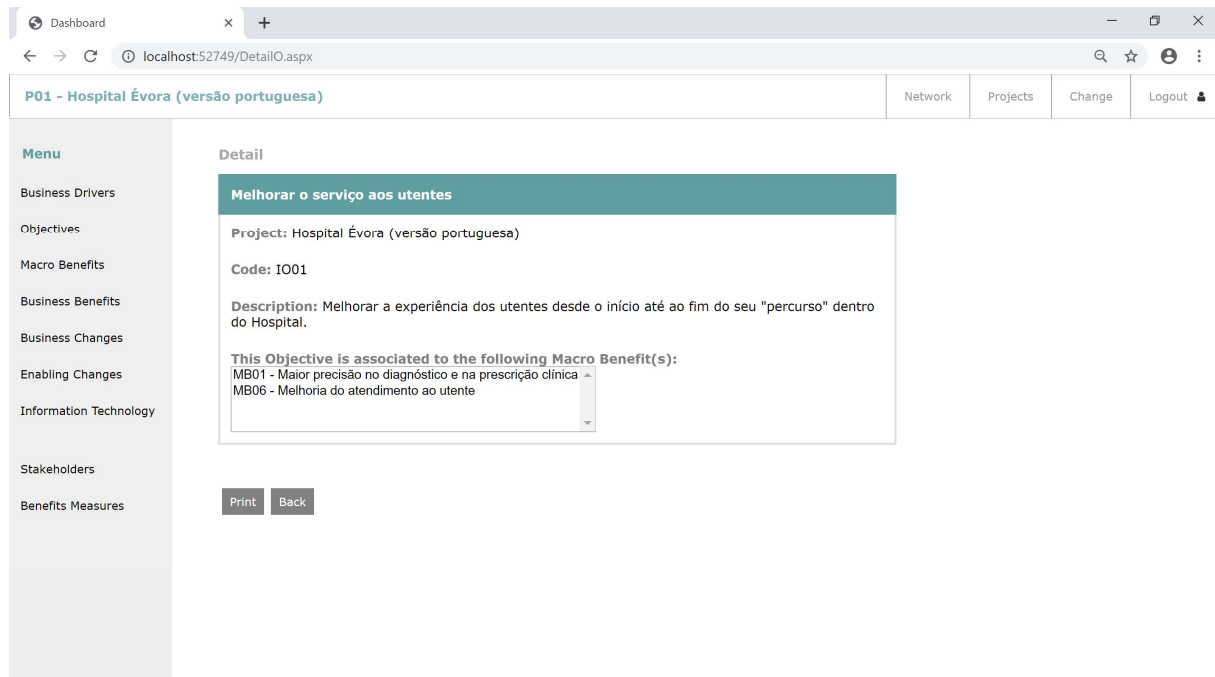 Dashboard
localhost:52749/DetailO.aspx
P01 - Hospital Évora (versão portuguesa)
Network
Projects
Change
Logout
Menu
Business Drivers
Objectives
Macro Benefits
Business Benefits
Business Changes
Enabling Changes
Information Technology
Stakeholders
Benefits Measures
Detail
Melhorar o serviço aos utentes
Project: Hospital Évora (versão portuguesa)
Code: IO01
Description: Melhorar a experiência dos utentes desde o início até ao fim do seu "percurso" dentro
do Hospital.
This Objective is associated to the following Macro Benefit(s):
MB01 - Maior precisão no diagnóstico e na prescrição clínica
MB06 - Melhoria do atendimento ao utente
Print
Back